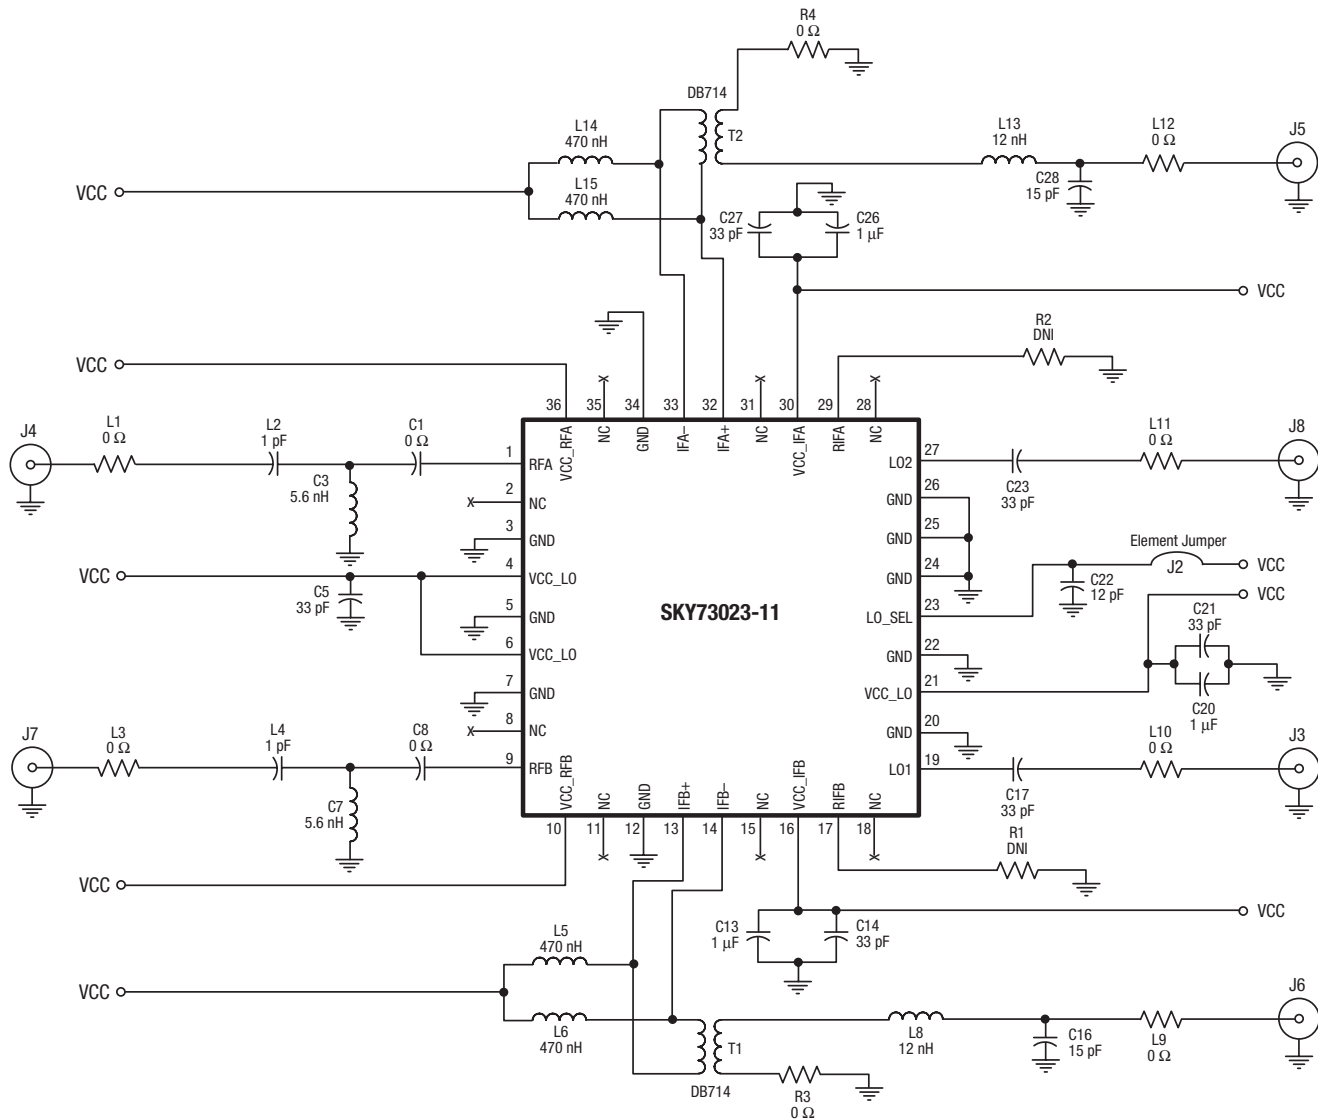 R4
0 Ω
DB714
T2
L14
470 nH
L15
470 nH
VCC
L13
12 nH
C28
15 pF
L12
0 Ω
J5
C27
33 pF
C26
1 μF
VCC
VCC
R2
DNI
36
35
34
33
32
31
30
29
28
VCC_RFA
NC
GND
IFA–
IFA+
NC
VCC_IFA
RIFA
NC
J4
L1
0 Ω
L2
1 pF
C3
5.6 nH
C1
0 Ω
1
RFA
2
X
NC
3
GND
VCC
C5
33 pF
4
VCC_LO
5
GND
6
VCC_LO
7
GND
8
X
NC
9
RFB
J7
L3
0 Ω
L4
1 pF
C7
5.6 nH
C8
0 Ω
SKY73023-11
27
LO2
C23
33 pF
L11
0 Ω
J8
26
GND
25
GND
24
GND
23
LO_SEL
C22
12 pF
Element Jumper
J2
VCC
VCC
22
GND
21
VCC_LO
C21
33 pF
C20
1 μF
20
GND
19
LO1
C17
33 pF
L10
0 Ω
J3
VCC_RFB
NC
GND
IFB+
IFB–
NC
VCC_IFB
RIFB
NC
10
11
12
13
14
15
16
17
18
R1
DNI
VCC
C13
1 μF
C14
33 pF
VCC
L5
470 nH
L6
470 nH
VCC
T1
DB714
L8
12 nH
C16
15 pF
L9
0 Ω
J6
R3
0 Ω